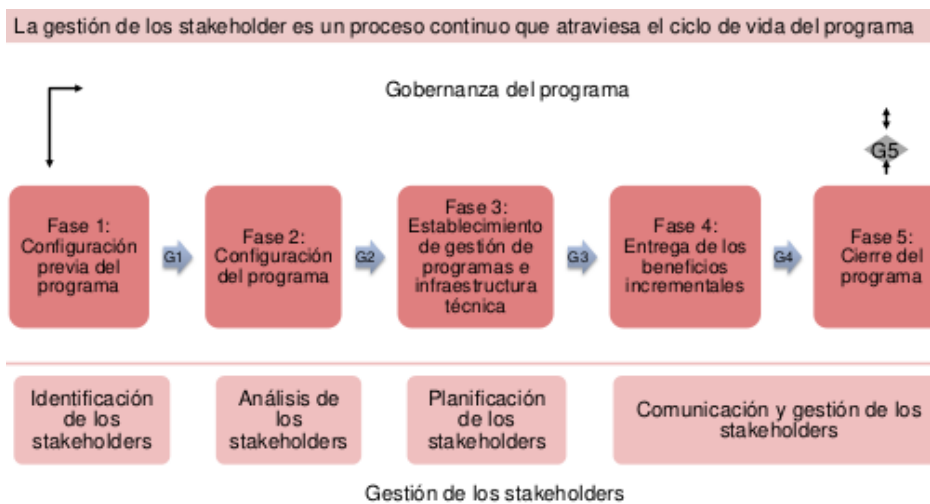 La gestión de los stakeholder es un proceso continuo que atraviesa el ciclo de vida del programa
Gobernanza del programa
G5
Fase 1:
Configuración
previa del
programa
G1
Fase 2:
Configuración
del programa
G2
Fase 3:
Establecimiento
de gestión de
programas e
infraestructura
técnica
G3
Fase 4:
Entrega de los
beneficios
incrementales
G4
Fase 5:
Cierre del
programa
Identificación
de los
stakeholders
Análisis de
los
stakeholders
Planificación
de los
stakeholders
Comunicación y gestión de los
stakeholders
Gestión de los stakeholders